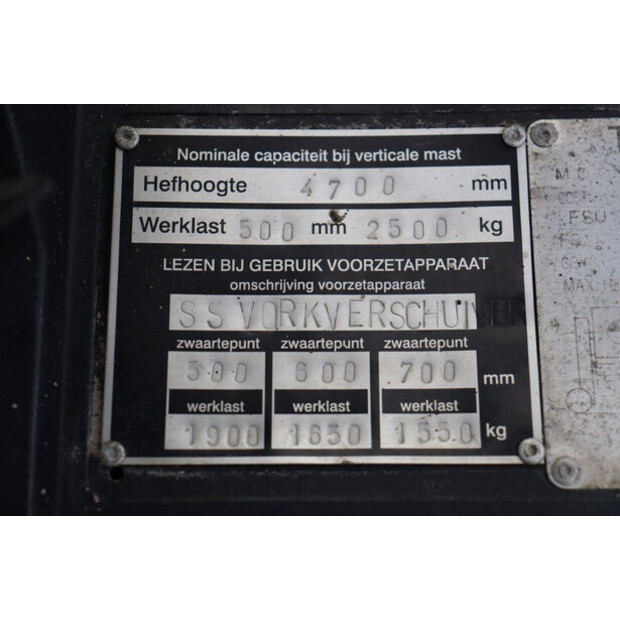 Nominale capaciteit bij verticale mast
Hefhoogte 4700 mm
Werklast 500 mm 2500 kg
LEZEN BIJ GEBRUIK VOORZETAPPARAAT
omschrijving voorzetapparaat
SS VORKVERSCHUIVER
zwaartepunt zwaartepunt zwaartepunt
500 600 700 mm
werklast werklast werklast
1900 1650 1550 kg